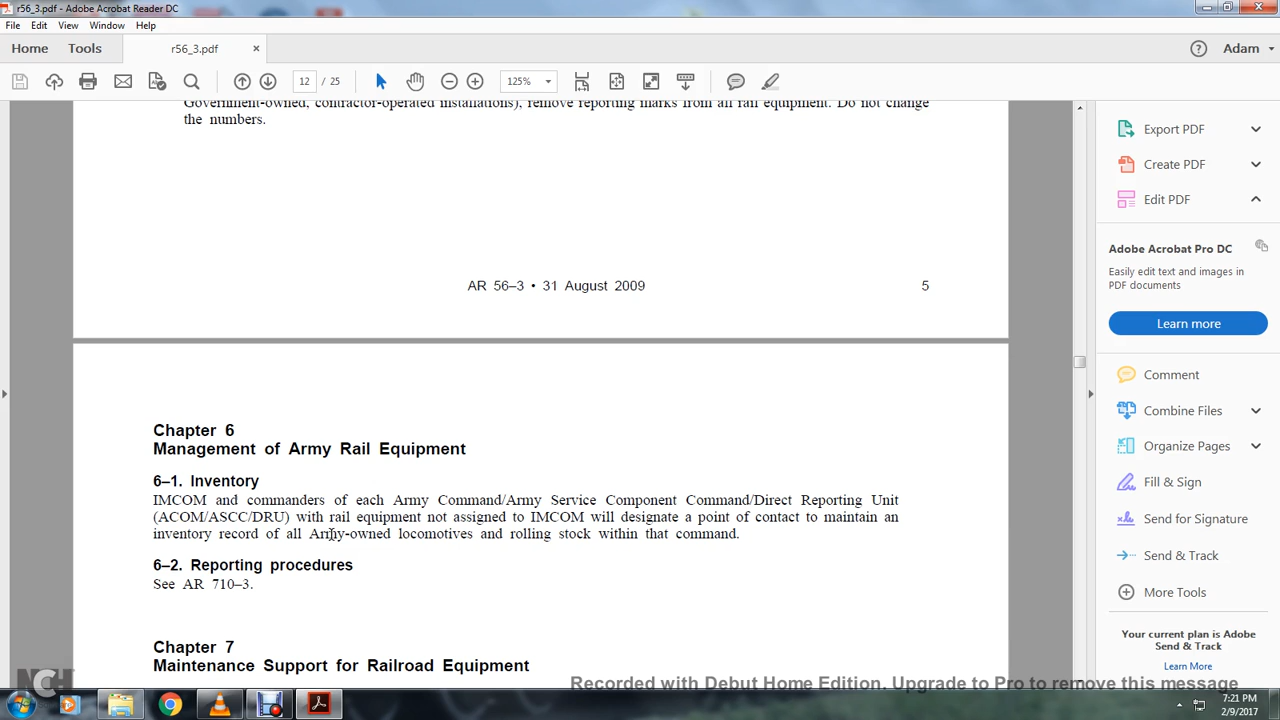 r56_3.pdf - Adobe Acrobat Reader DC
File Edit View Window Help
Home Tools r56_3.pdf × Adam
12 / 25 125%
Government-owned, contractor-operated installations), remove reporting marks from all rail equipment. Do not change
the numbers.
AR 56–3 • 31 August 2009 5
Chapter 6
Management of Army Rail Equipment
6–1. Inventory
IMCOM and commanders of each Army Command/Army Service Component Command/Direct Reporting Unit
(ACOM/ASCC/DRU) with rail equipment not assigned to IMCOM will designate a point of contact to maintain an
inventory record of all Army-owned locomotives and rolling stock within that command.
6–2. Reporting procedures
See AR 710–3.
Chapter 7
Maintenance Support for Railroad Equipment
Export PDF
Create PDF
Edit PDF
Adobe Acrobat Pro DC
Easily edit text and images in
PDF documents
Learn more
Comment
Combine Files
Organize Pages
Fill & Sign
Send for Signature
Send & Track
More Tools
Your current plan is Adobe
Send & Track
Learn More
NCH
Recorded with Debut Home Edition. Upgrade to Pro to remove this message
7:21 PM
2/9/2017